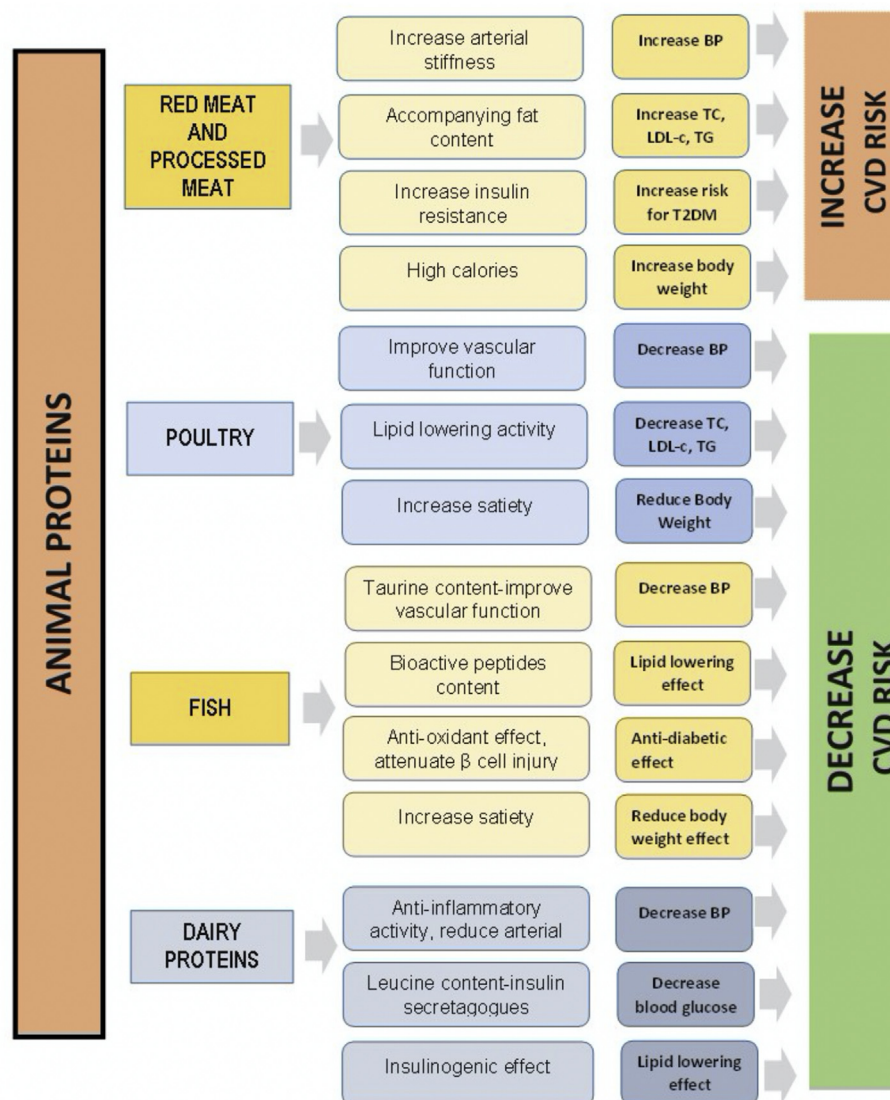 ANIMAL PROTEINS
RED MEAT
AND
PROCESSED
MEAT
Increase arterial
stiffness
Increase BP
Accompanying fat
content
Increase TC,
LDL-c, TG
Increase insulin
resistance
Increase risk
for T2DM
High calories
Increase body
weight
INCREASE
CVD RISK
POULTRY
Improve vascular
function
Decrease BP
Lipid lowering activity
Decrease TC,
LDL-c, TG
Increase satiety
Reduce Body
Weight
FISH
Taurine content-improve
vascular function
Decrease BP
Bioactive peptides
content
Lipid lowering
effect
Anti-oxidant effect,
attenuate β cell injury
Anti-diabetic
effect
Increase satiety
Reduce body
weight effect
DAIRY
PROTEINS
Anti-inflammatory
activity, reduce arterial
Decrease BP
Leucine content-insulin
secretagogues
Decrease
blood glucose
Insulinogenic effect
Lipid lowering
effect
DECREASE
CVD RISK